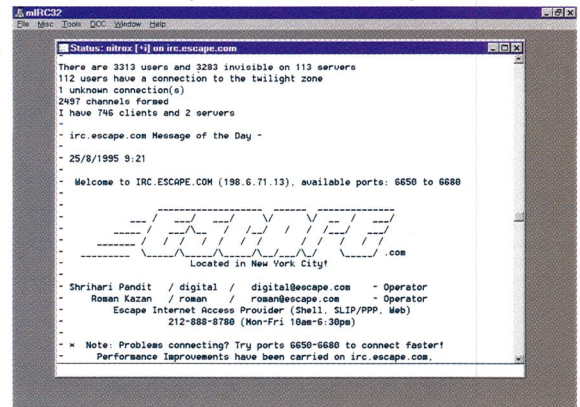 mIRC32
File Misc Tools DCC Window Help
Status: nitrox [+i] on irc.escape.com
-
There are 3313 users and 3283 invisible on 113 servers
112 users have a connection to the twilight zone
1 unknown connection(s)
2497 channels formed
I have 746 clients and 2 servers
-
- irc.escape.com Message of the Day -
-
- 25/8/1995 9:21
-
-   Welcome to IRC.ESCAPE.COM (198.6.71.13), available ports: 6650 to 6680
-
.com
- Located in New York City!
-
- Shrihari Pandit / digital / digital@escape.com - Operator
- Roman Kazan / roman / roman@escape.com - Operator
- Escape Internet Access Provider (Shell, SLIP/PPP, Web)
- 212-888-8780 (Mon-Fri 10am-6:30pm)
-
- * Note: Problems connecting? Try ports 6650-6680 to connect faster!
- Performance Improvements have been carried on irc.escape.com,